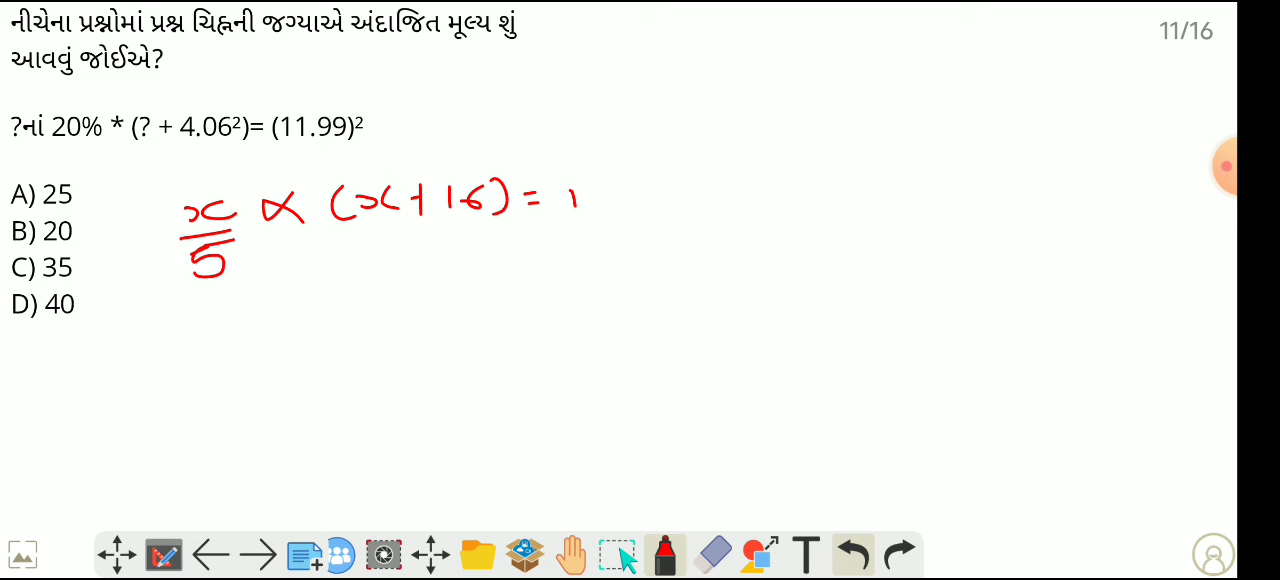 નીચેના પ્રશ્નોમાં પ્રશ્ન ચિહ્નની જગ્યાએ અંદાજિત મૂલ્ય શું
આવવું જોઈએ?
11/16
?નાં 20% * (? + 4.06²)= (11.99)²
A) 25
B) 20
C) 35
D) 40
x/5 × (x+16) = 1
T